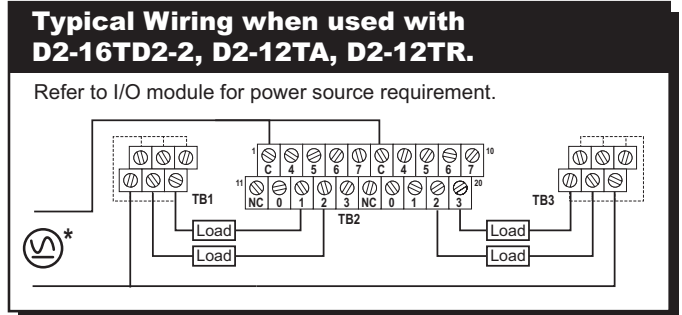 Typical Wiring when used with
D2-16TD2-2, D2-12TA, D2-12TR.
Refer to I/O module for power source requirement.
1 C 4 5 6 7 C 4 5 6 7 10
11 NC 0 1 2 3 NC 0 1 2 3 20
TB1 TB2 TB3
Load Load
*
Load Load